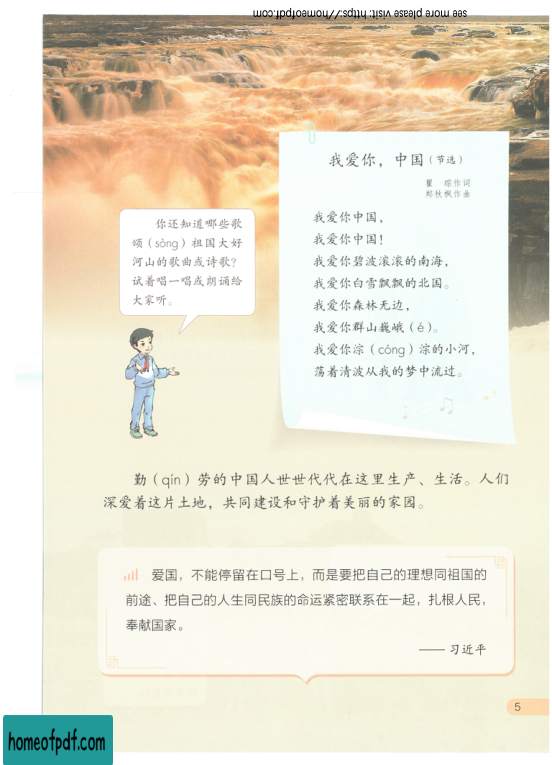 see more please visit: https://homeofpdf.com
我爱你，中国（节选）
瞿 琮作词
郑秋枫作曲
我爱你中国，
我爱你中国！
我爱你碧波滚滚的南海，
我爱你白雪飘飘的北国。
我爱你森林无边，
我爱你群山巍峨（é）。
我爱你淙（cóng）淙的小河，
荡着清波从我的梦中流过。
你还知道哪些歌
颂（sòng）祖国大好
河山的歌曲或诗歌？
试着唱一唱或朗诵给
大家听。
勤（qín）劳的中国人世世代代在这里生产、生活。人们
深爱着这片土地，共同建设和守护着美丽的家园。
爱国，不能停留在口号上，而是要把自己的理想同祖国的
前途、把自己的人生同民族的命运紧密联系在一起，扎根人民，
奉献国家。
—— 习近平
5
homeofpdf.com